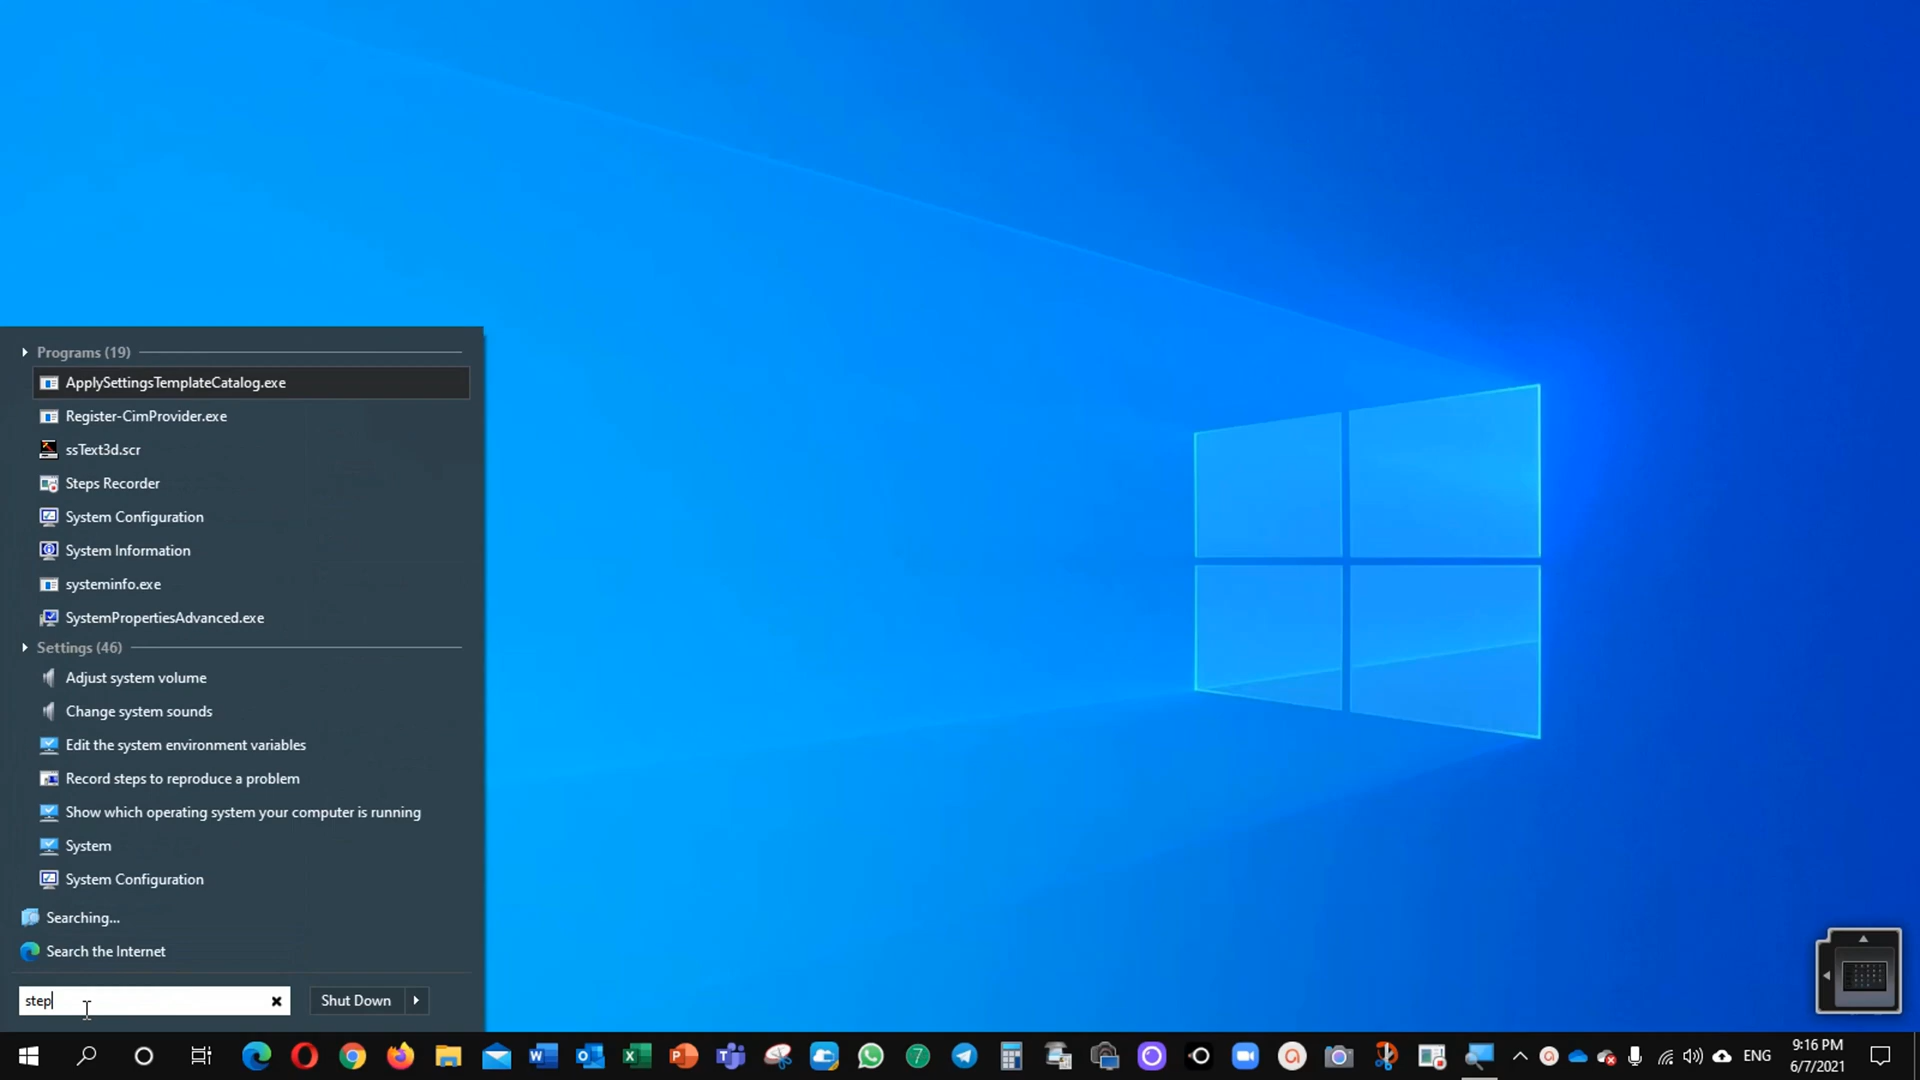 Programs (19)
ApplySettingsTemplateCatalog.exe
Register-CimProvider.exe
ssText3d.scr
Steps Recorder
System Configuration
System Information
systeminfo.exe
SystemPropertiesAdvanced.exe
Settings (46)
Adjust system volume
Change system sounds
Edit the system environment variables
Record steps to reproduce a problem
Show which operating system your computer is running
System
System Configuration
Searching...
Search the Internet
step
Shut Down
ENG
9:16 PM
6/7/2021